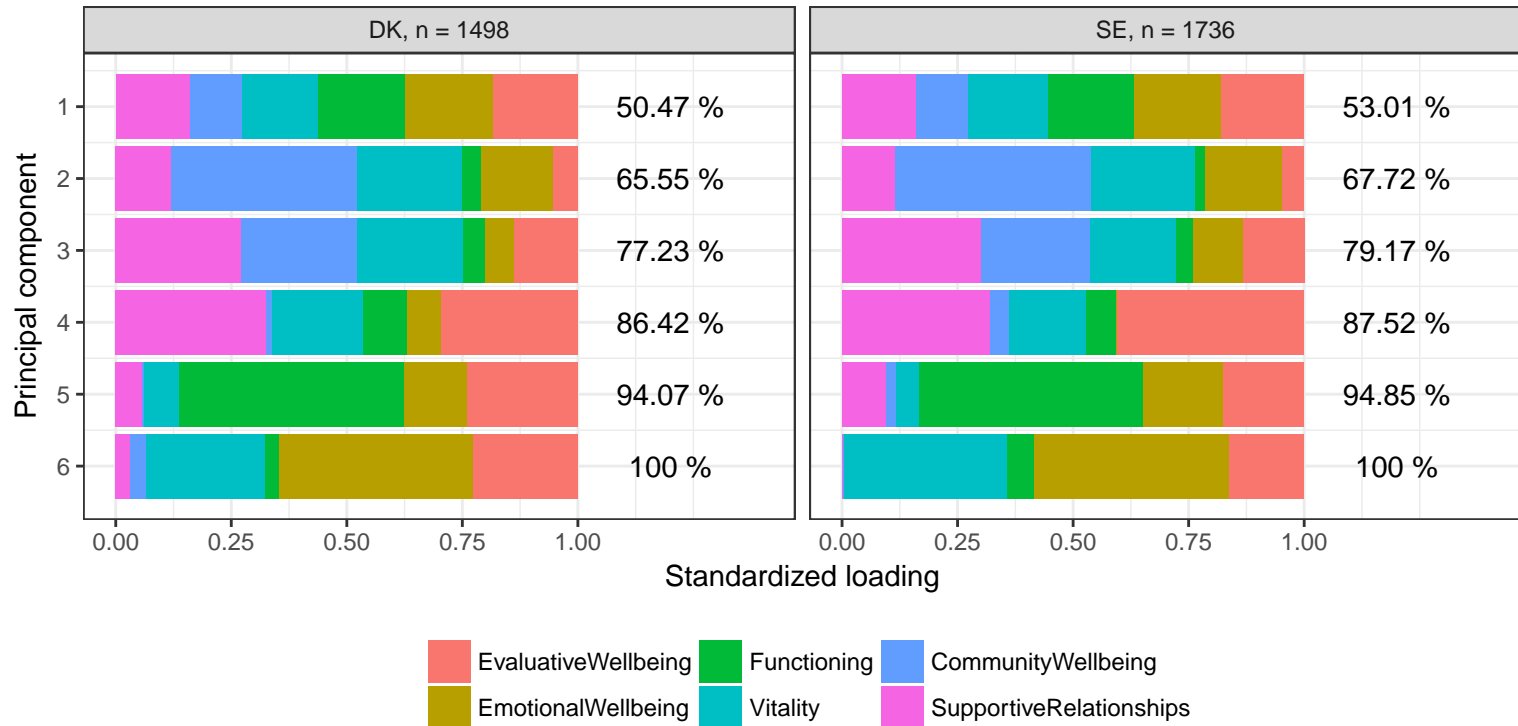 DK, n = 1498
SE, n = 1736
Principal component
1
50.47 %
53.01 %
2
65.55 %
67.72 %
3
77.23 %
79.17 %
4
86.42 %
87.52 %
5
94.07 %
94.85 %
6
100 %
100 %
0.00 0.25 0.50 0.75 1.00
0.00 0.25 0.50 0.75 1.00
Standardized loading
EvaluativeWellbeing Functioning CommunityWellbeing
EmotionalWellbeing Vitality SupportiveRelationships